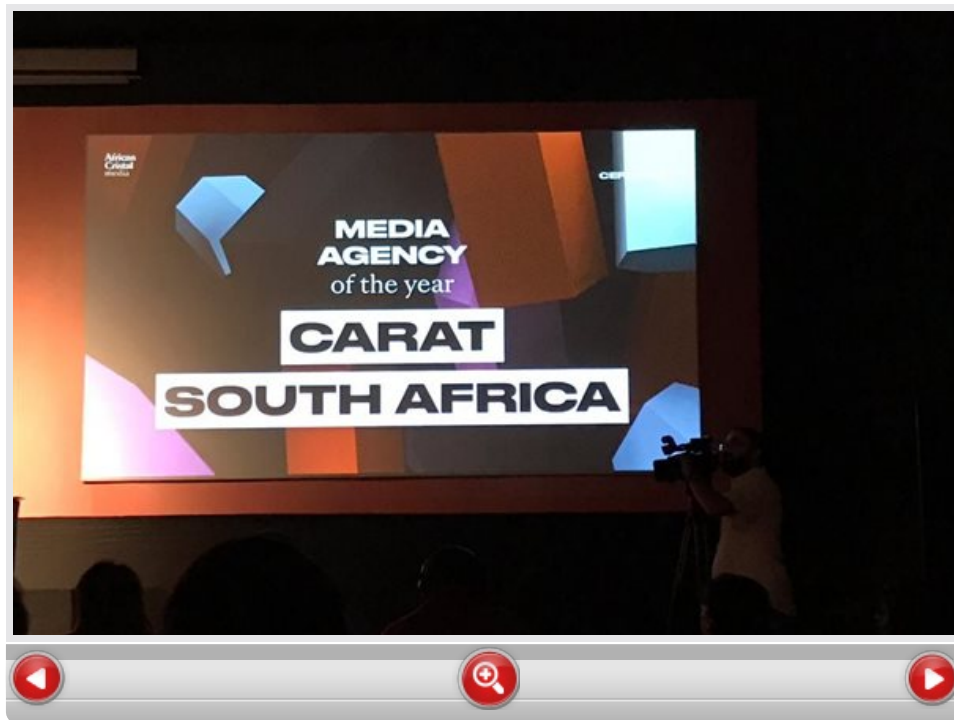 African
Cristal
media
MEDIA
AGENCY
of the year
CARAT
SOUTH AFRICA